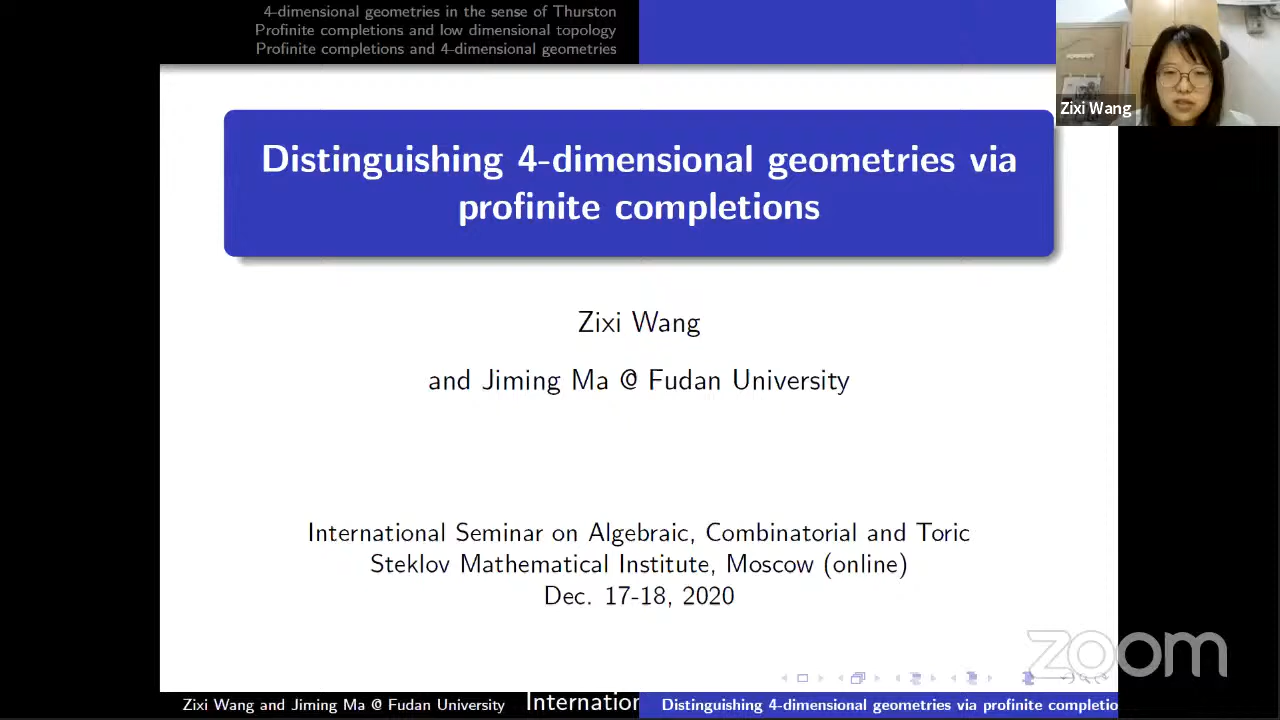 4-dimensional geometries in the sense of Thurston
Profinite completions and low dimensional topology
Profinite completions and 4-dimensional geometries
Zixi Wang
Distinguishing 4-dimensional geometries via
profinite completions
Zixi Wang
and Jiming Ma @ Fudan University
International Seminar on Algebraic, Combinatorial and Toric
Steklov Mathematical Institute, Moscow (online)
Dec. 17-18, 2020
zoom
Zixi Wang and Jiming Ma @ Fudan University
Internation
Distinguishing 4-dimensional geometries via profinite completio